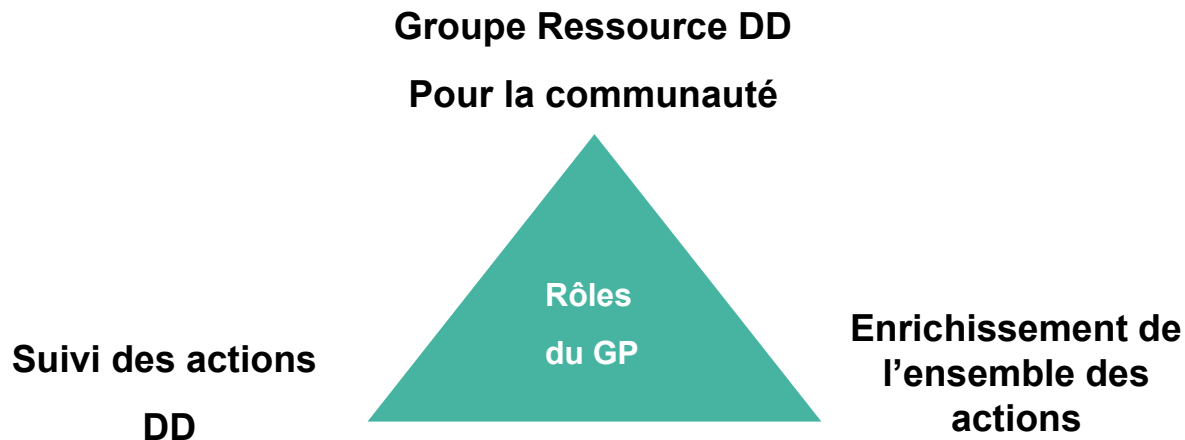 Groupe Ressource DD
Pour la communauté
Rôles
du GP
Suivi des actions
DD
Enrichissement de
l’ensemble des
actions